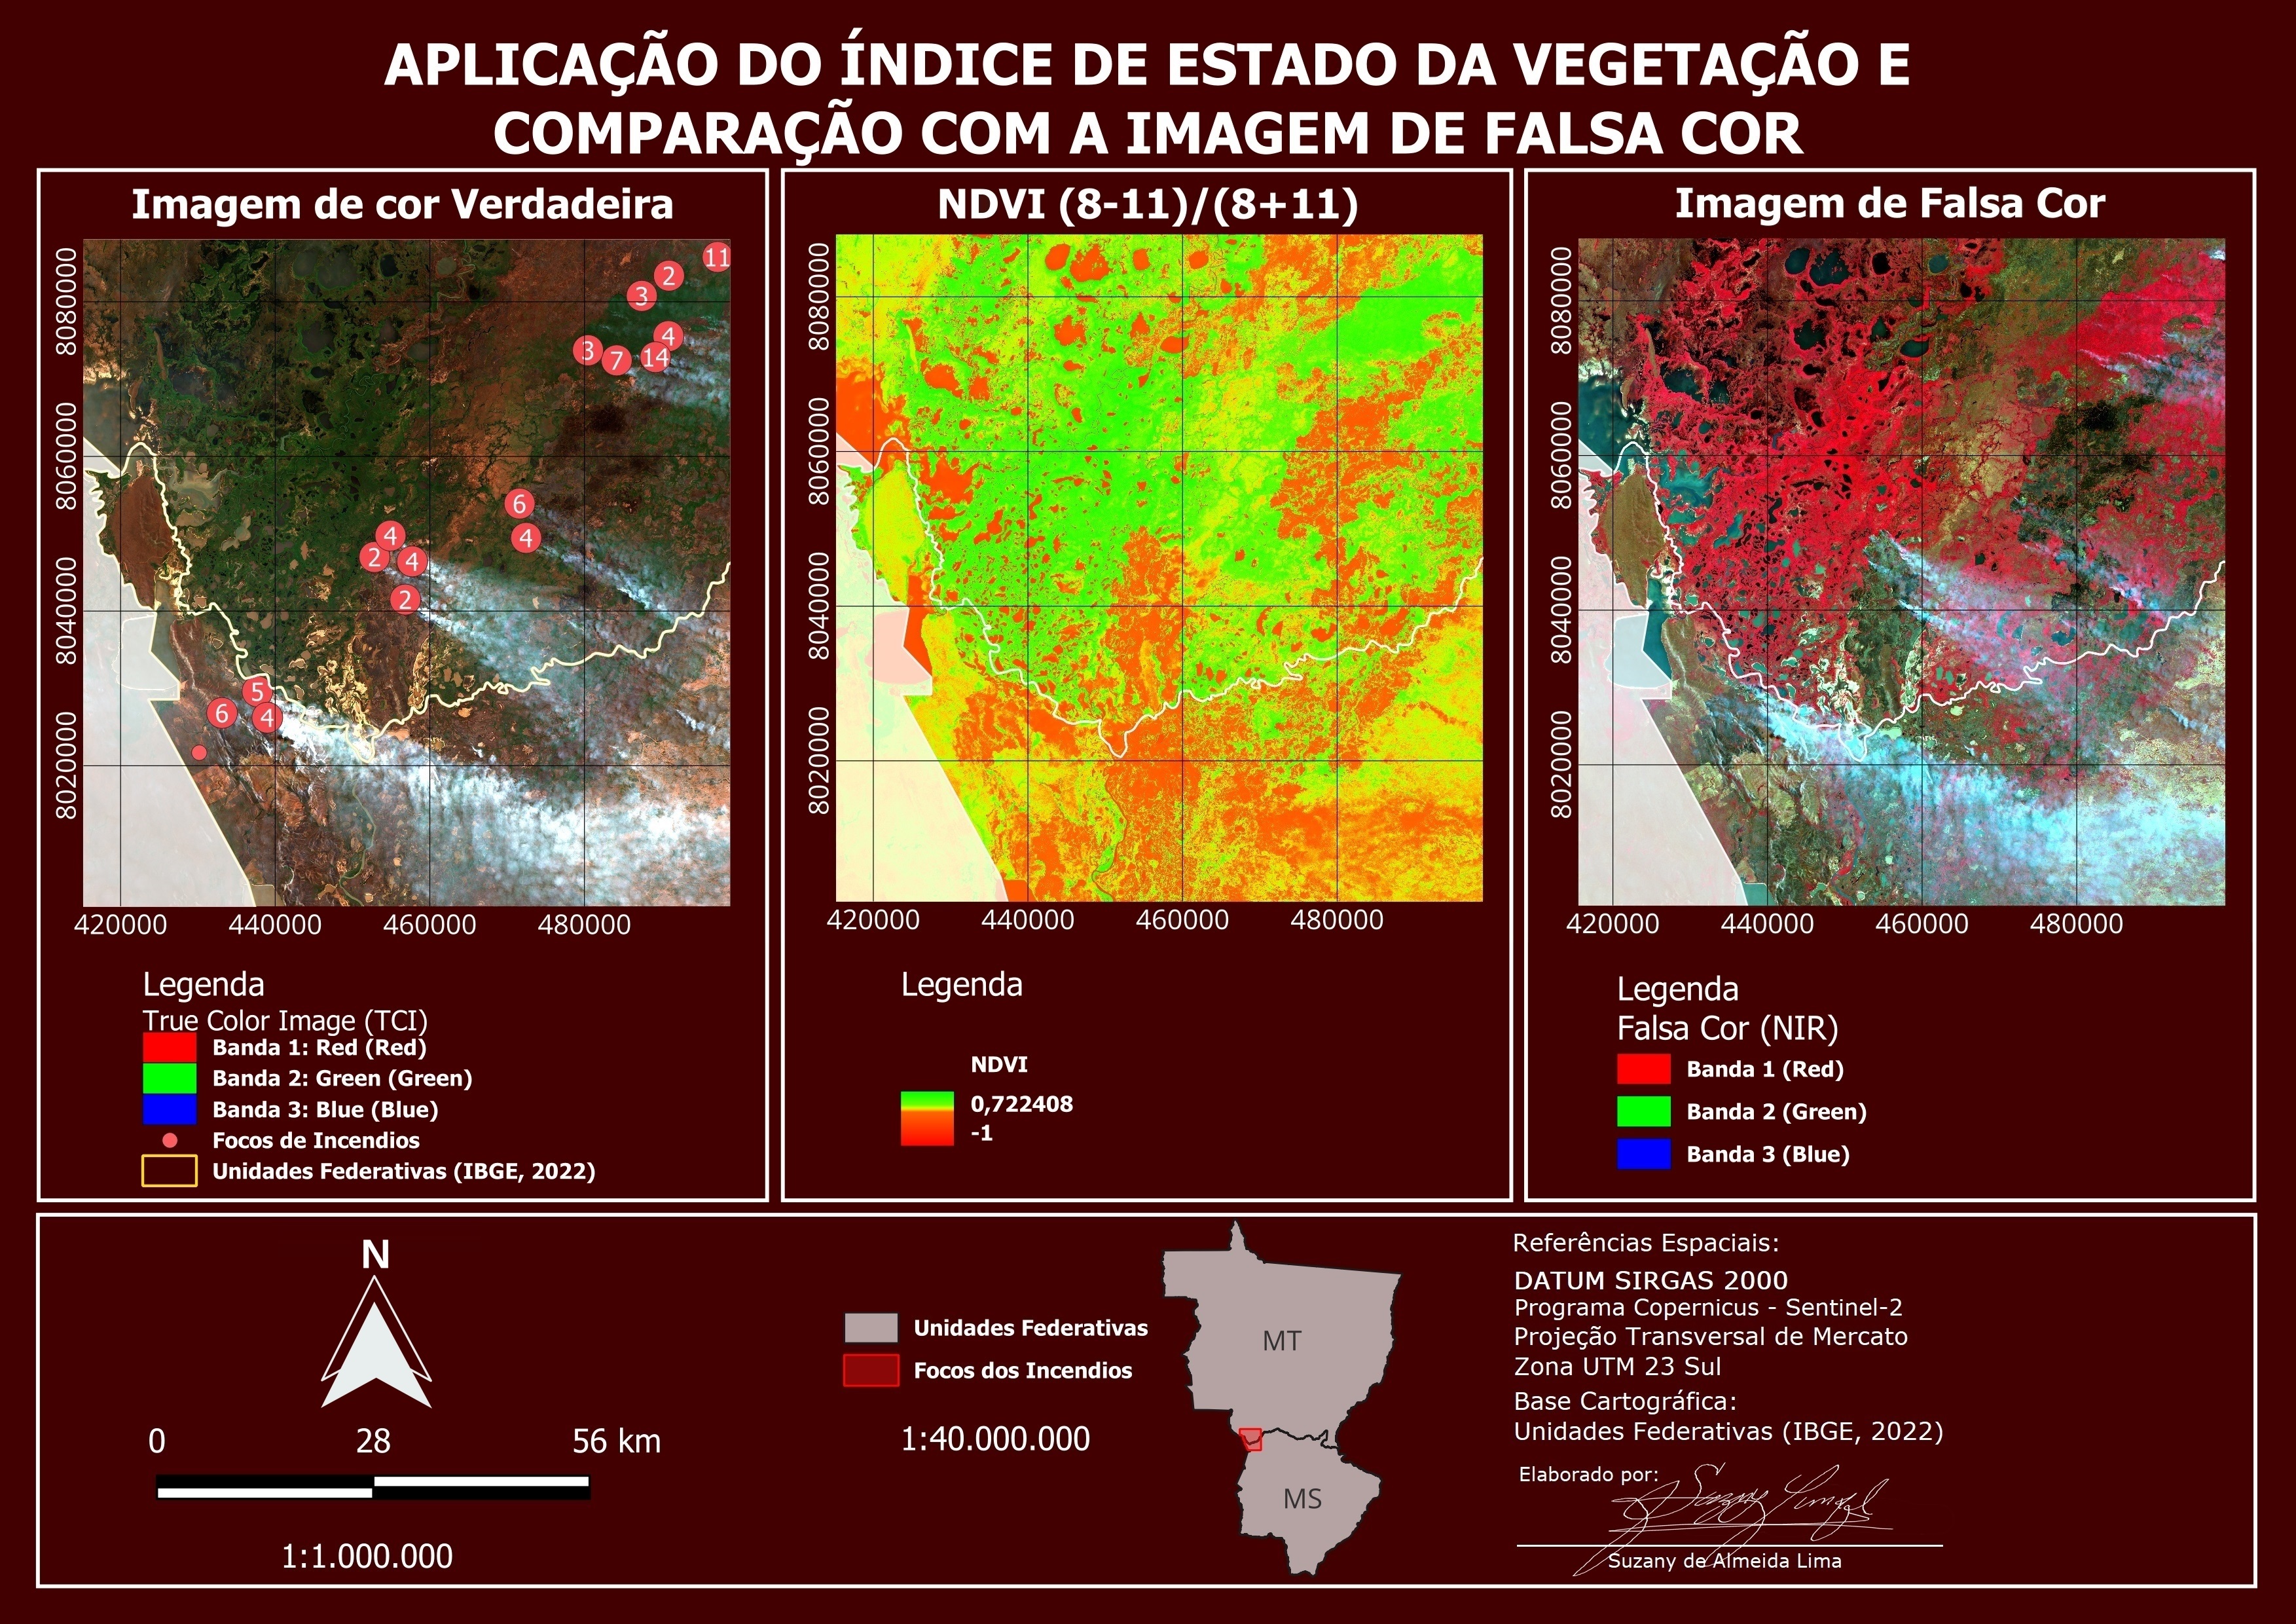 APLICAÇÃO DO ÍNDICE DE ESTADO DA VEGETAÇÃO E
COMPARAÇÃO COM A IMAGEM DE FALSA COR
Imagem de cor Verdadeira
8080000
8060000
8040000
8020000
11
2
3
4
3
7
14
6
4
4
2
4
2
5
6
4
420000 440000 460000 480000
Legenda
True Color Image (TCI)
Banda 1: Red (Red)
Banda 2: Green (Green)
Banda 3: Blue (Blue)
Focos de Incendios
Unidades Federativas (IBGE, 2022)
NDVI (8-11)/(8+11)
8080000
8060000
8040000
8020000
420000 440000 460000 480000
Legenda
NDVI
0,722408
-1
Imagem de Falsa Cor
8080000
8060000
8040000
8020000
420000 440000 460000 480000
Legenda
Falsa Cor (NIR)
Banda 1 (Red)
Banda 2 (Green)
Banda 3 (Blue)
N
0 28 56 km
1:1.000.000
Unidades Federativas
Focos dos Incendios
1:40.000.000
MT
MS
Referências Espaciais:
DATUM SIRGAS 2000
Programa Copernicus - Sentinel-2
Projeção Transversal de Mercato
Zona UTM 23 Sul
Base Cartográfica:
Unidades Federativas (IBGE, 2022)
Elaborado por:
Suzany de Almeida Lima